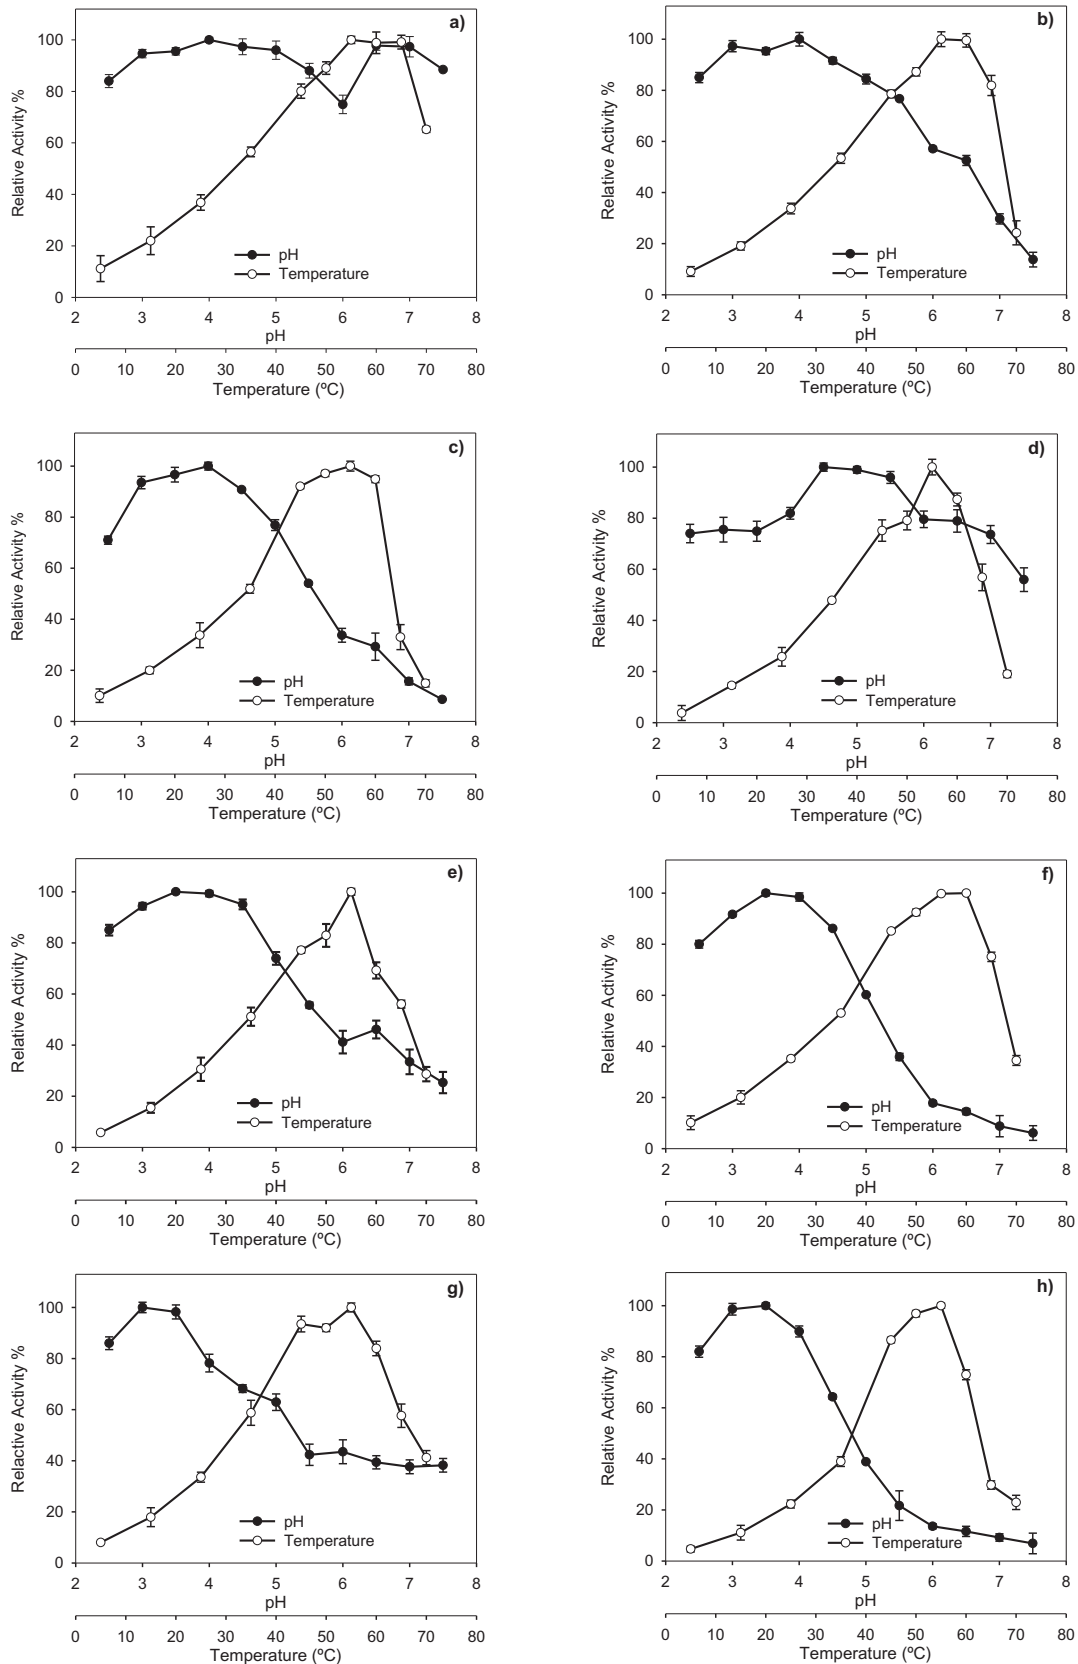 a)
Relative Activity %
100
80
60
40
20
0
pH
Temperature
2 3 4 5 6 7 8
pH
0 10 20 30 40 50 60 70 80
Temperature (ºC)
b)
Relative Activity %
100
80
60
40
20
0
pH
Temperature
2 3 4 5 6 7 8
pH
0 10 20 30 40 50 60 70 80
Temperature (ºC)
c)
Relative Activity %
100
80
60
40
20
0
pH
Temperature
2 3 4 5 6 7 8
pH
0 10 20 30 40 50 60 70 80
Temperature (ºC)
d)
Relative Activity %
100
80
60
40
20
0
pH
Temperature
2 3 4 5 6 7 8
pH
0 10 20 30 40 50 60 70 80
Temperature (ºC)
e)
Relative Activity %
100
80
60
40
20
0
pH
Temperature
2 3 4 5 6 7 8
pH
0 10 20 30 40 50 60 70 80
Temperature (ºC)
f)
Relative Activity %
100
80
60
40
20
0
pH
Temperature
2 3 4 5 6 7 8
pH
0 10 20 30 40 50 60 70 80
Temperature (ºC)
g)
Relactive Activity %
100
80
60
40
20
0
pH
Temperature
2 3 4 5 6 7 8
pH
0 10 20 30 40 50 60 70 80
Temperature (ºC)
h)
Relative Activity %
100
80
60
40
20
0
pH
Temperature
2 3 4 5 6 7 8
pH
0 10 20 30 40 50 60 70 80
Temperature (ºC)